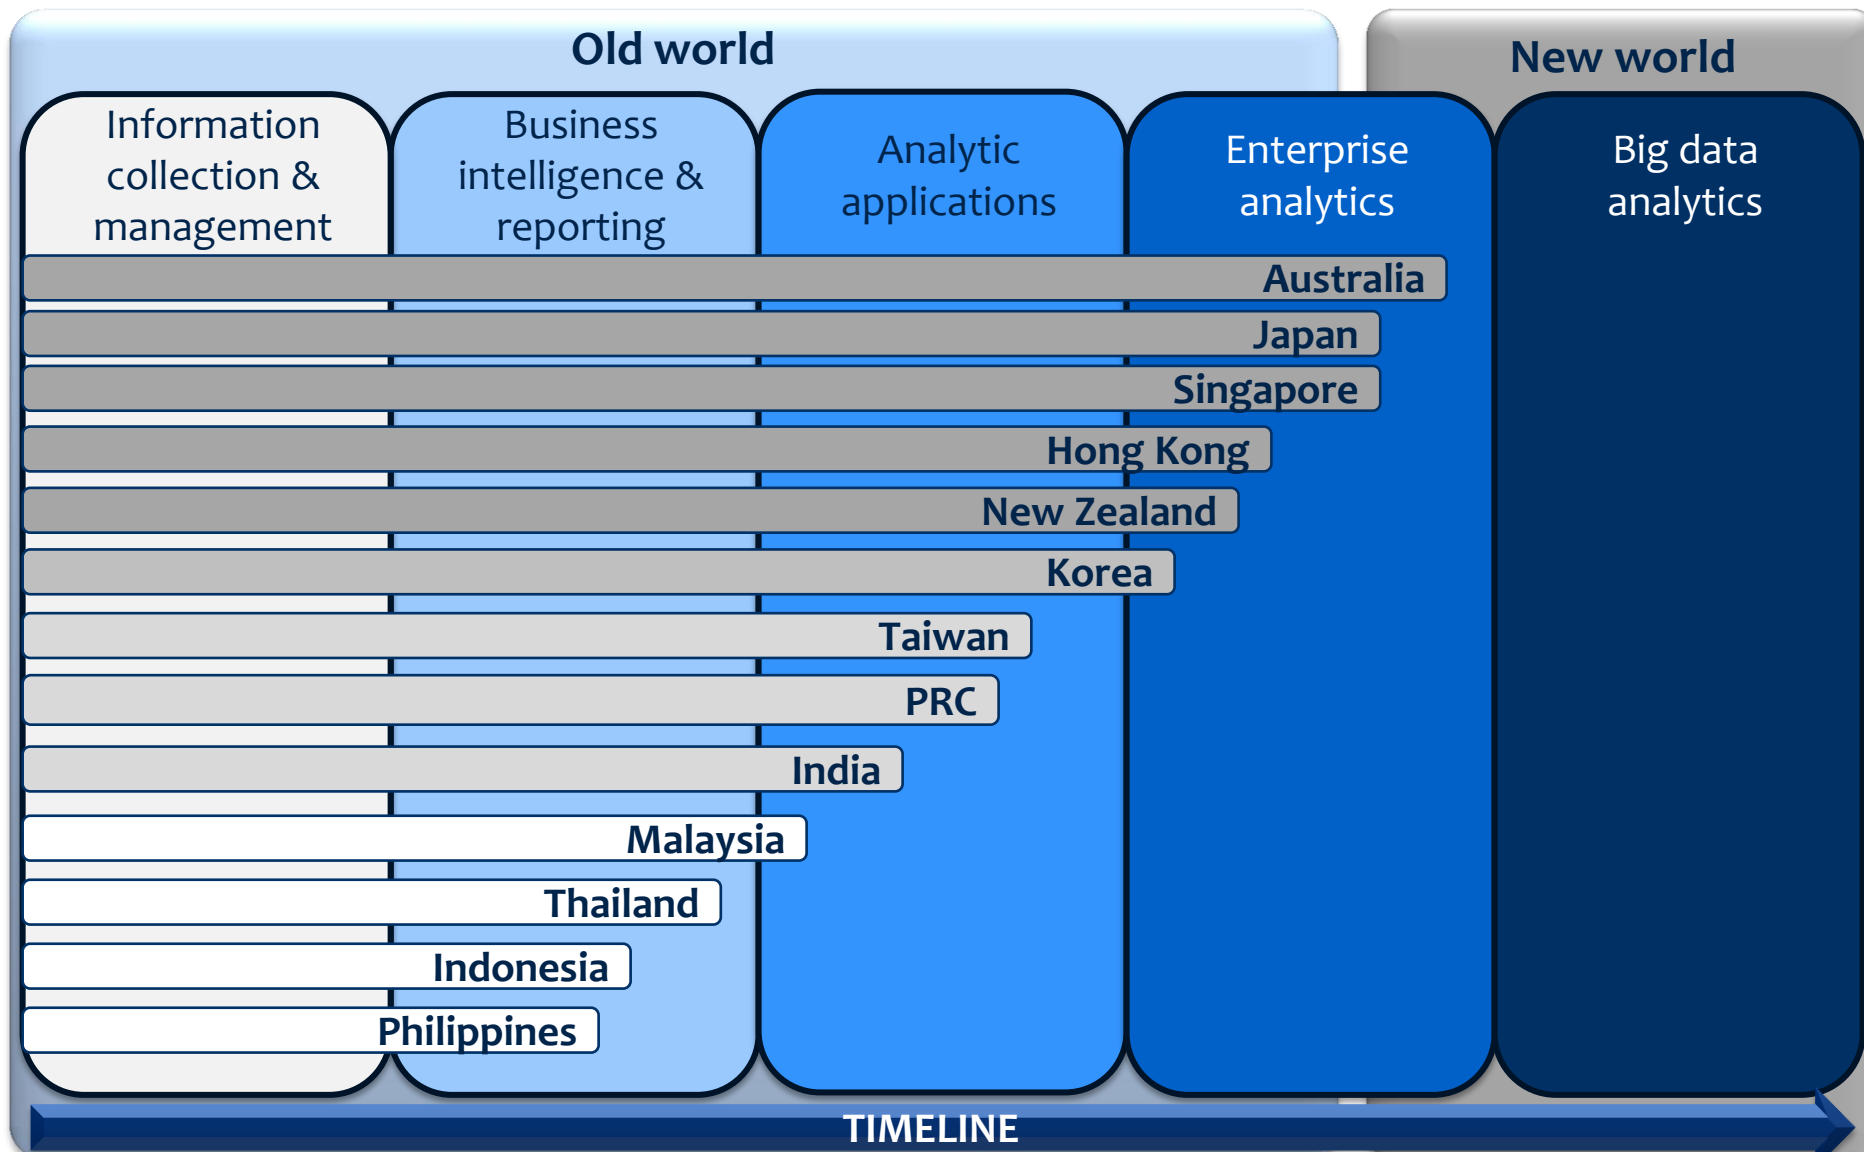 Old world
New world
Information
collection &
management
Business
intelligence &
reporting
Analytic
applications
Enterprise
analytics
Big data
analytics
Australia
Japan
Singapore
Hong Kong
New Zealand
Korea
Taiwan
PRC
India
Malaysia
Thailand
Indonesia
Philippines
TIMELINE